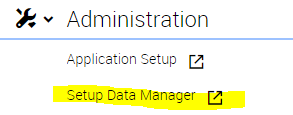 Administration
Application Setup
Setup Data Manager